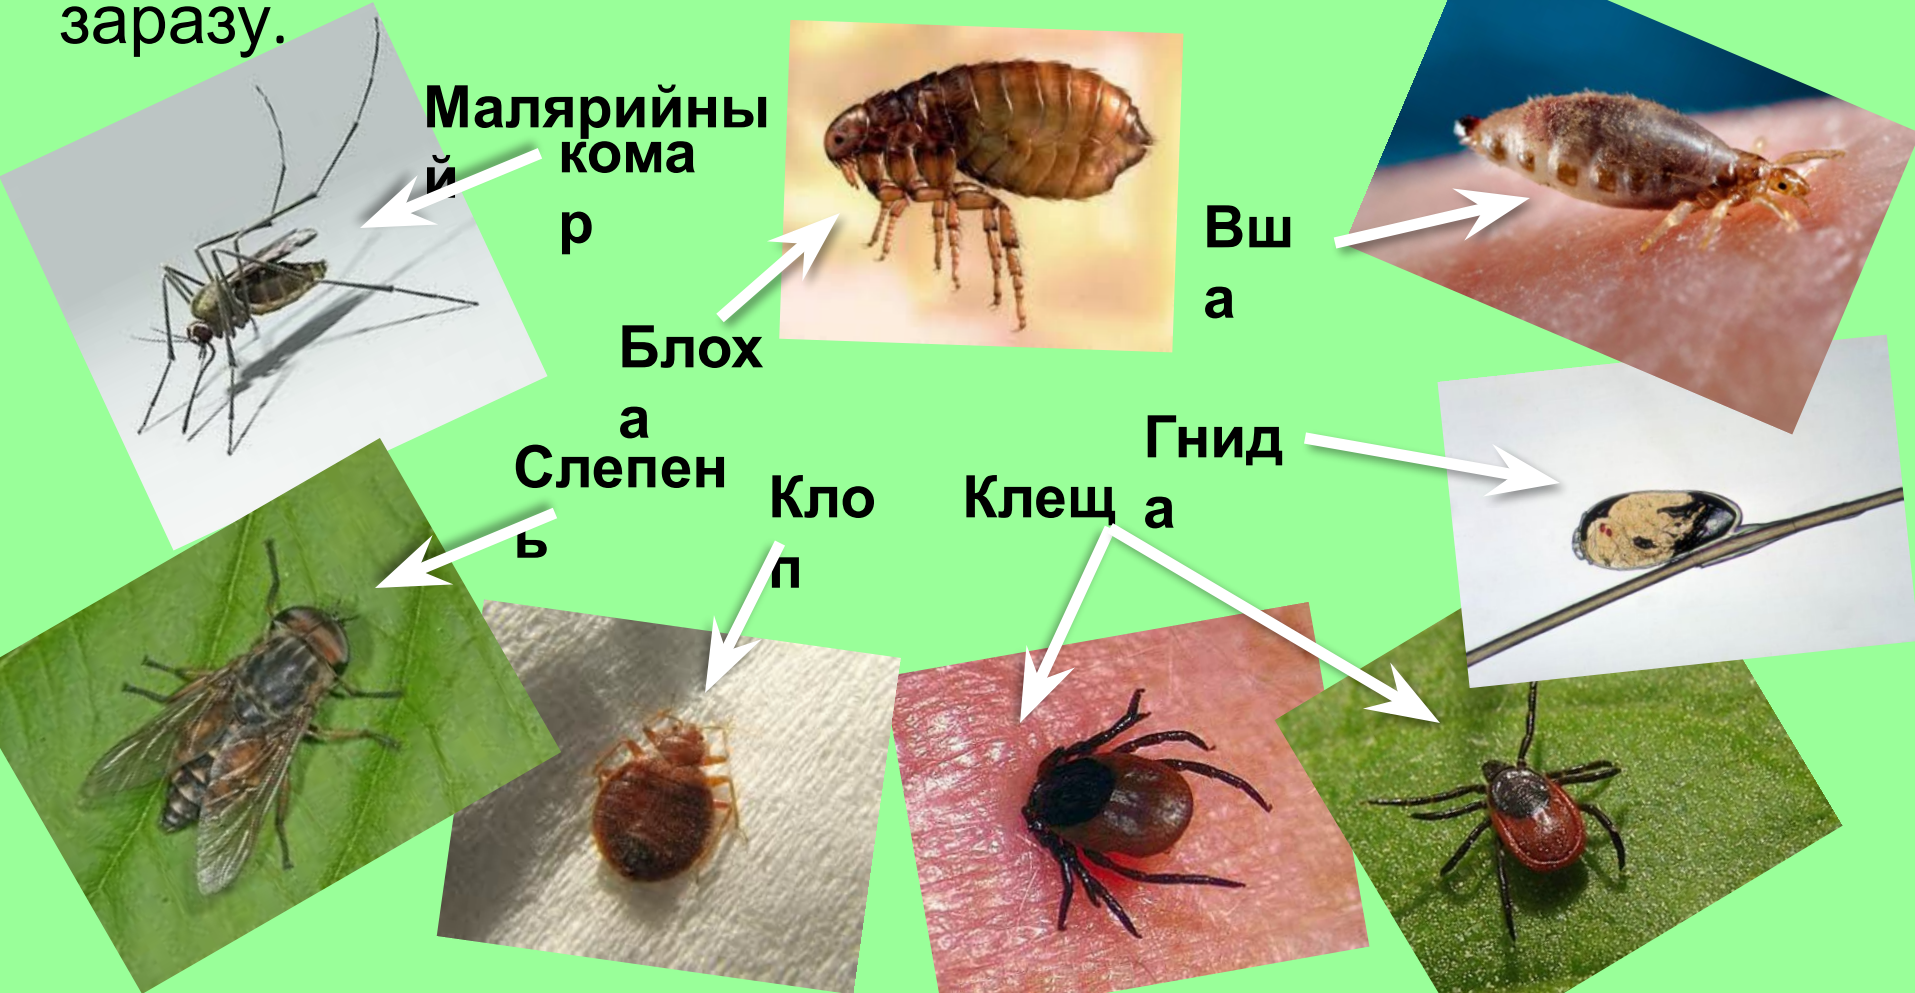 заразу.
Малярийны
й
кома
р
Блох
а
Вш
а
Гнид
а
Слепен
ь
Кло
п
Клещ